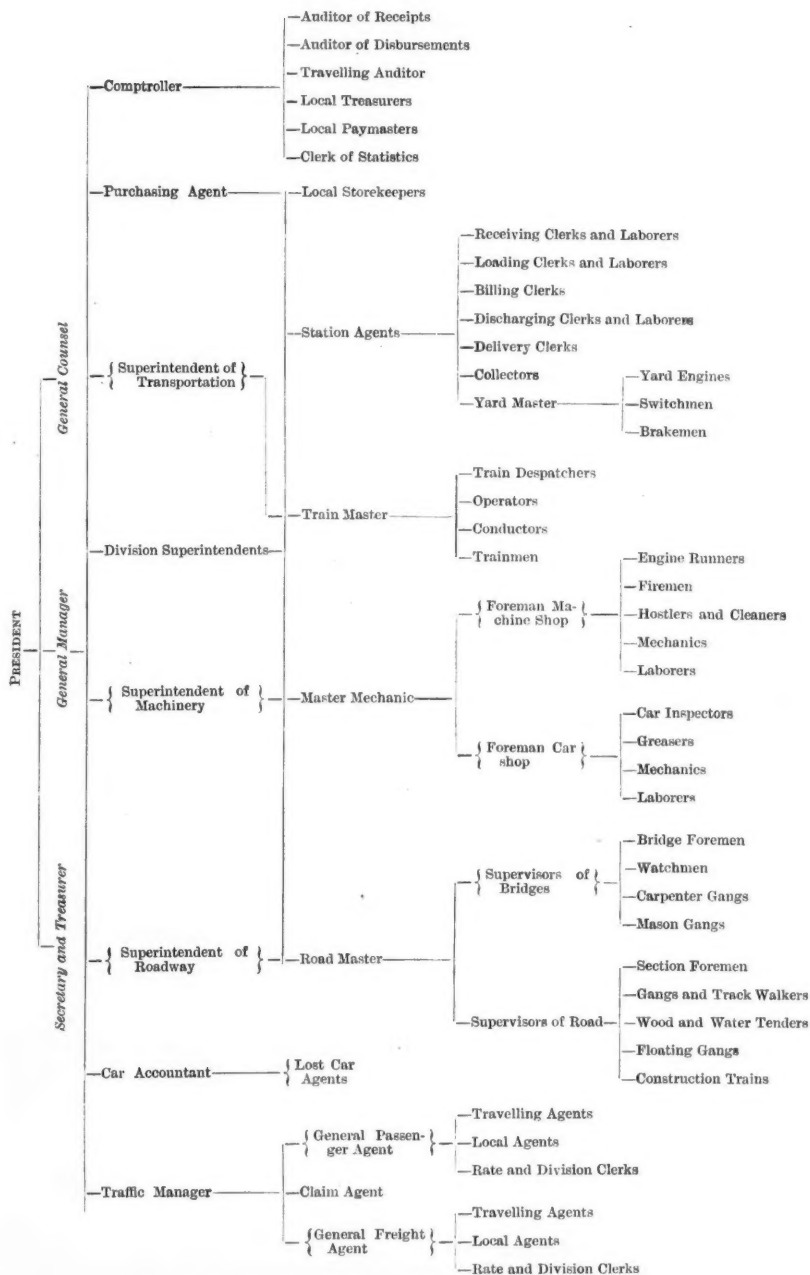 PRESIDENT
General Counsel
General Manager
Secretary and Treasurer
Comptroller
Auditor of Receipts
Auditor of Disbursements
Travelling Auditor
Local Treasurers
Local Paymasters
Clerk of Statistics
Purchasing Agent
Local Storekeepers
Superintendent of
Transportation
Station Agents
Receiving Clerks and Laborers
Loading Clerks and Laborers
Billing Clerks
Discharging Clerks and Laborers
Delivery Clerks
Collectors
Yard Master
Yard Engines
Switchmen
Brakemen
Train Master
Train Despatchers
Operators
Conductors
Trainmen
Division Superintendents
Superintendent of
Machinery
Master Mechanic
Foreman Ma-
chine Shop
Engine Runners
Firemen
Hostlers and Cleaners
Mechanics
Laborers
Foreman Car
shop
Car Inspectors
Greasers
Mechanics
Laborers
Superintendent of
Roadway
Road Master
Supervisors of
Bridges
Bridge Foremen
Watchmen
Carpenter Gangs
Mason Gangs
Supervisors of Road
Section Foremen
Gangs and Track Walkers
Wood and Water Tenders
Floating Gangs
Construction Trains
Car Accountant
Lost Car
Agents
Traffic Manager
General Passen-
ger Agent
Travelling Agents
Local Agents
Rate and Division Clerks
Claim Agent
General Freight
Agent
Travelling Agents
Local Agents
Rate and Division Clerks